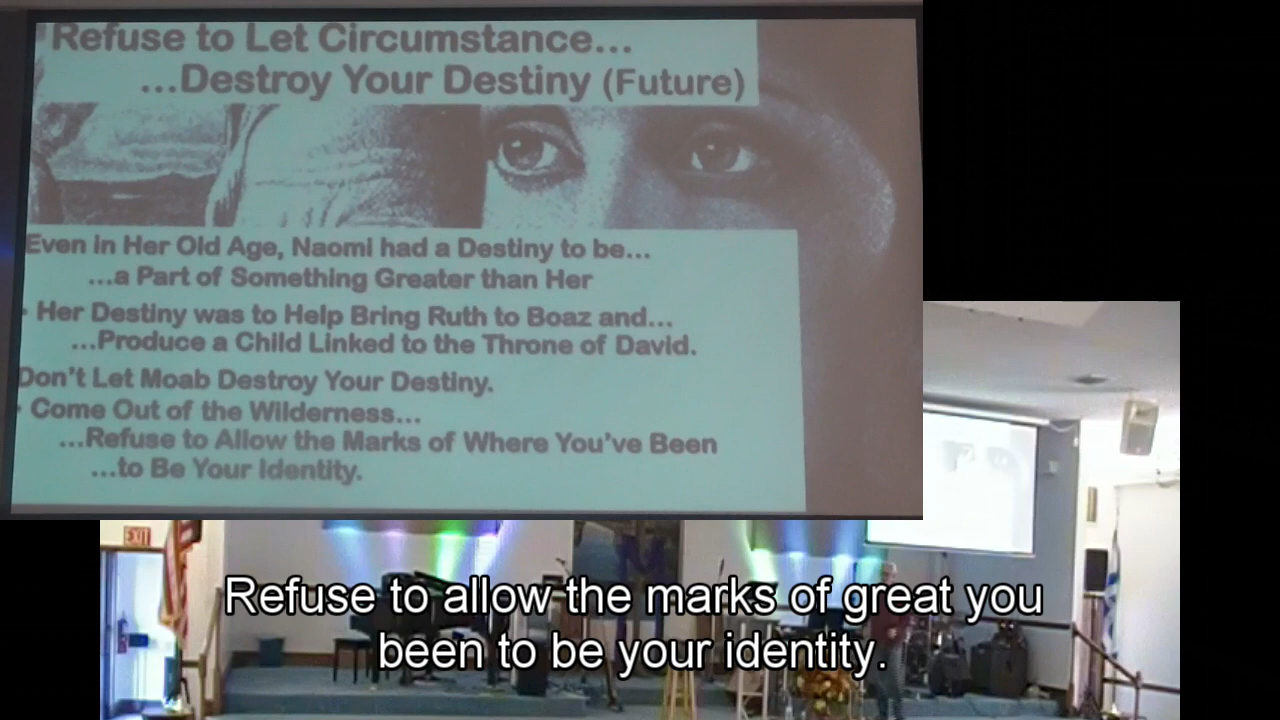 Refuse to Let Circumstance...
...Destroy Your Destiny (Future)
Even in Her Old Age, Naomi had a Destiny to be...
...a Part of Something Greater than Her
· Her Destiny was to Help Bring Ruth to Boaz and...
...Produce a Child Linked to the Throne of David.
Don't Let Moab Destroy Your Destiny.
· Come Out of the Wilderness...
...Refuse to Allow the Marks of Where You've Been
...to Be Your Identity.
EXIT
Refuse to allow the marks of great you
been to be your identity.